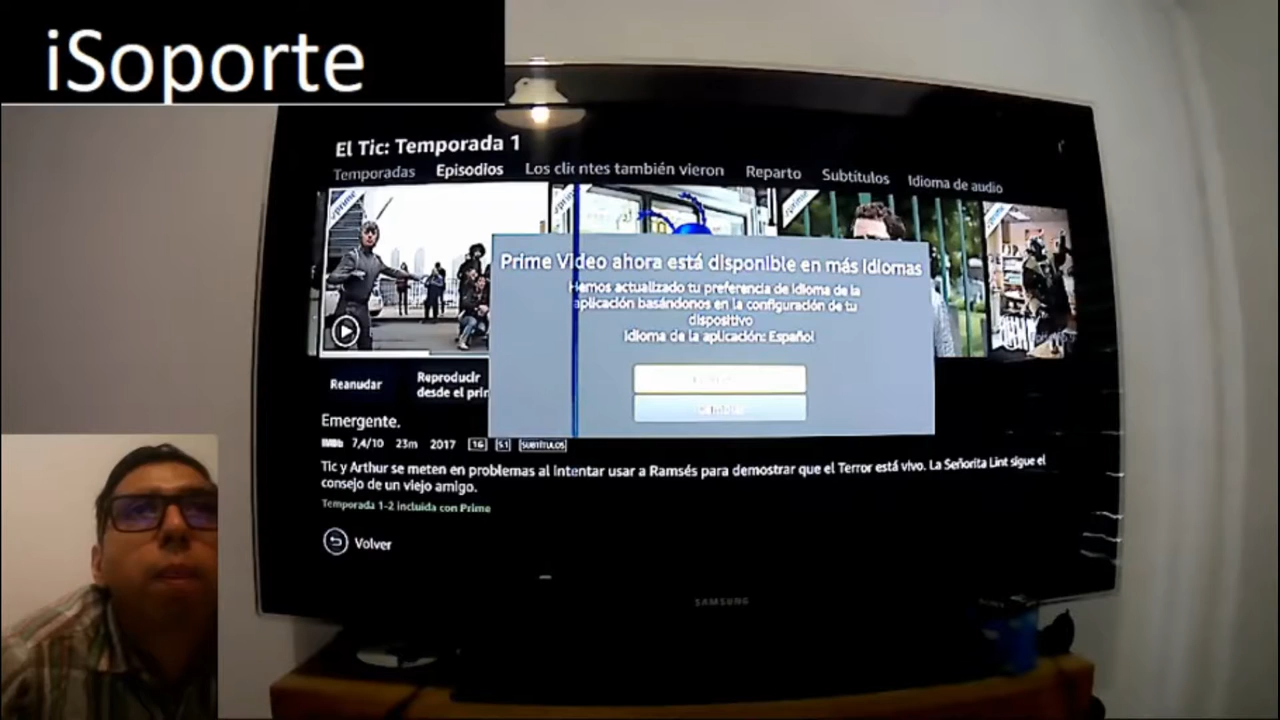 iSoporte
El Tic: Temporada 1
Temporadas Episodios Los clientes también vieron Reparto Subtítulos Idioma de audio
prime
prime
prime
prime
Prime Video ahora está disponible en más idiomas
Hemos actualizado tu preferencia de idioma de la
aplicación basándonos en la configuración de tu
dispositivo
Idioma de la aplicación: Español
Reanudar
Reproducir
desde el prin
Emergente.
IMDb 7,4/10 23m 2017 16 5.1 SUBTÍTULOS
Tic y Arthur se meten en problemas al intentar usar a Ramsés para demostrar que el Terror está vivo. La Señorita Lint sigue el
consejo de un viejo amigo.
Temporada 1-2 incluida con Prime
Volver
SAMSUNG